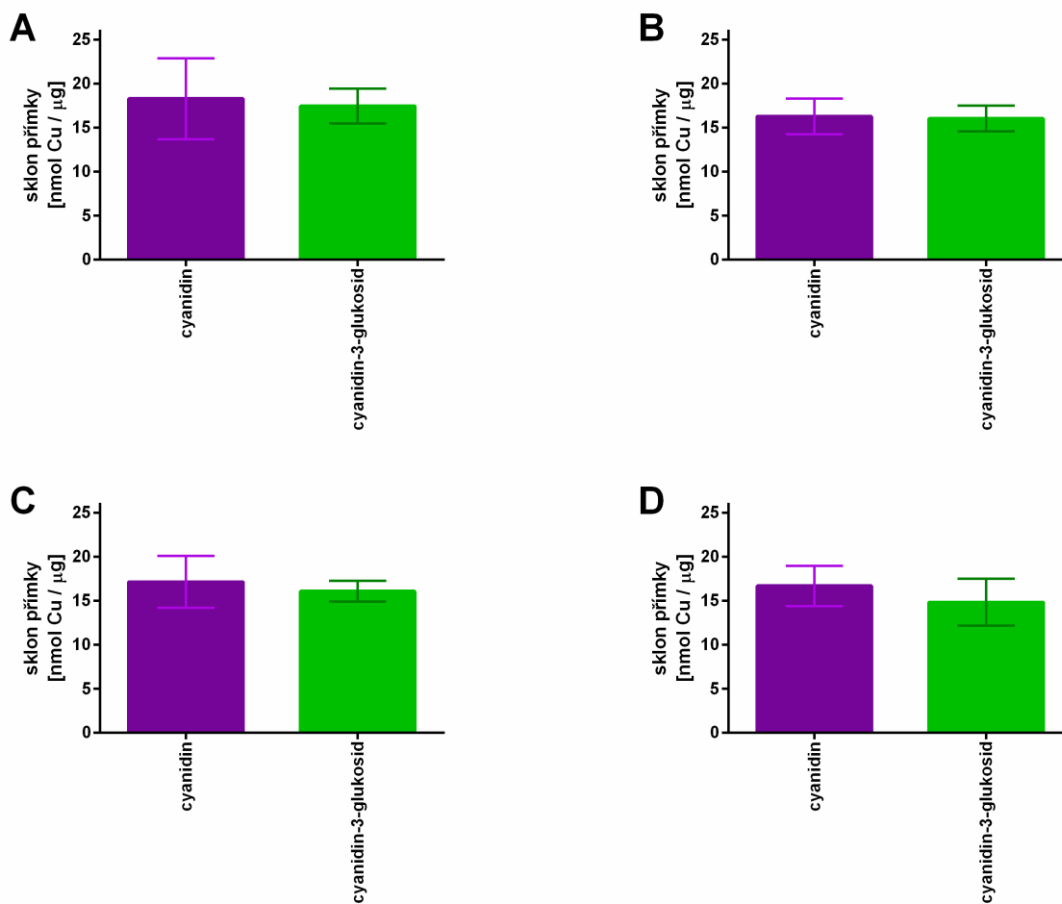 A
sklon přímky
[nmol Cu / µg]
25
20
15
10
5
0
cyanidin
cyanidin-3-glukosid
B
sklon přímky
[nmol Cu / µg]
25
20
15
10
5
0
cyanidin
cyanidin-3-glukosid
C
sklon přímky
[nmol Cu / µg]
25
20
15
10
5
0
cyanidin
cyanidin-3-glukosid
D
sklon přímky
[nmol Cu / µg]
25
20
15
10
5
0
cyanidin
cyanidin-3-glukosid